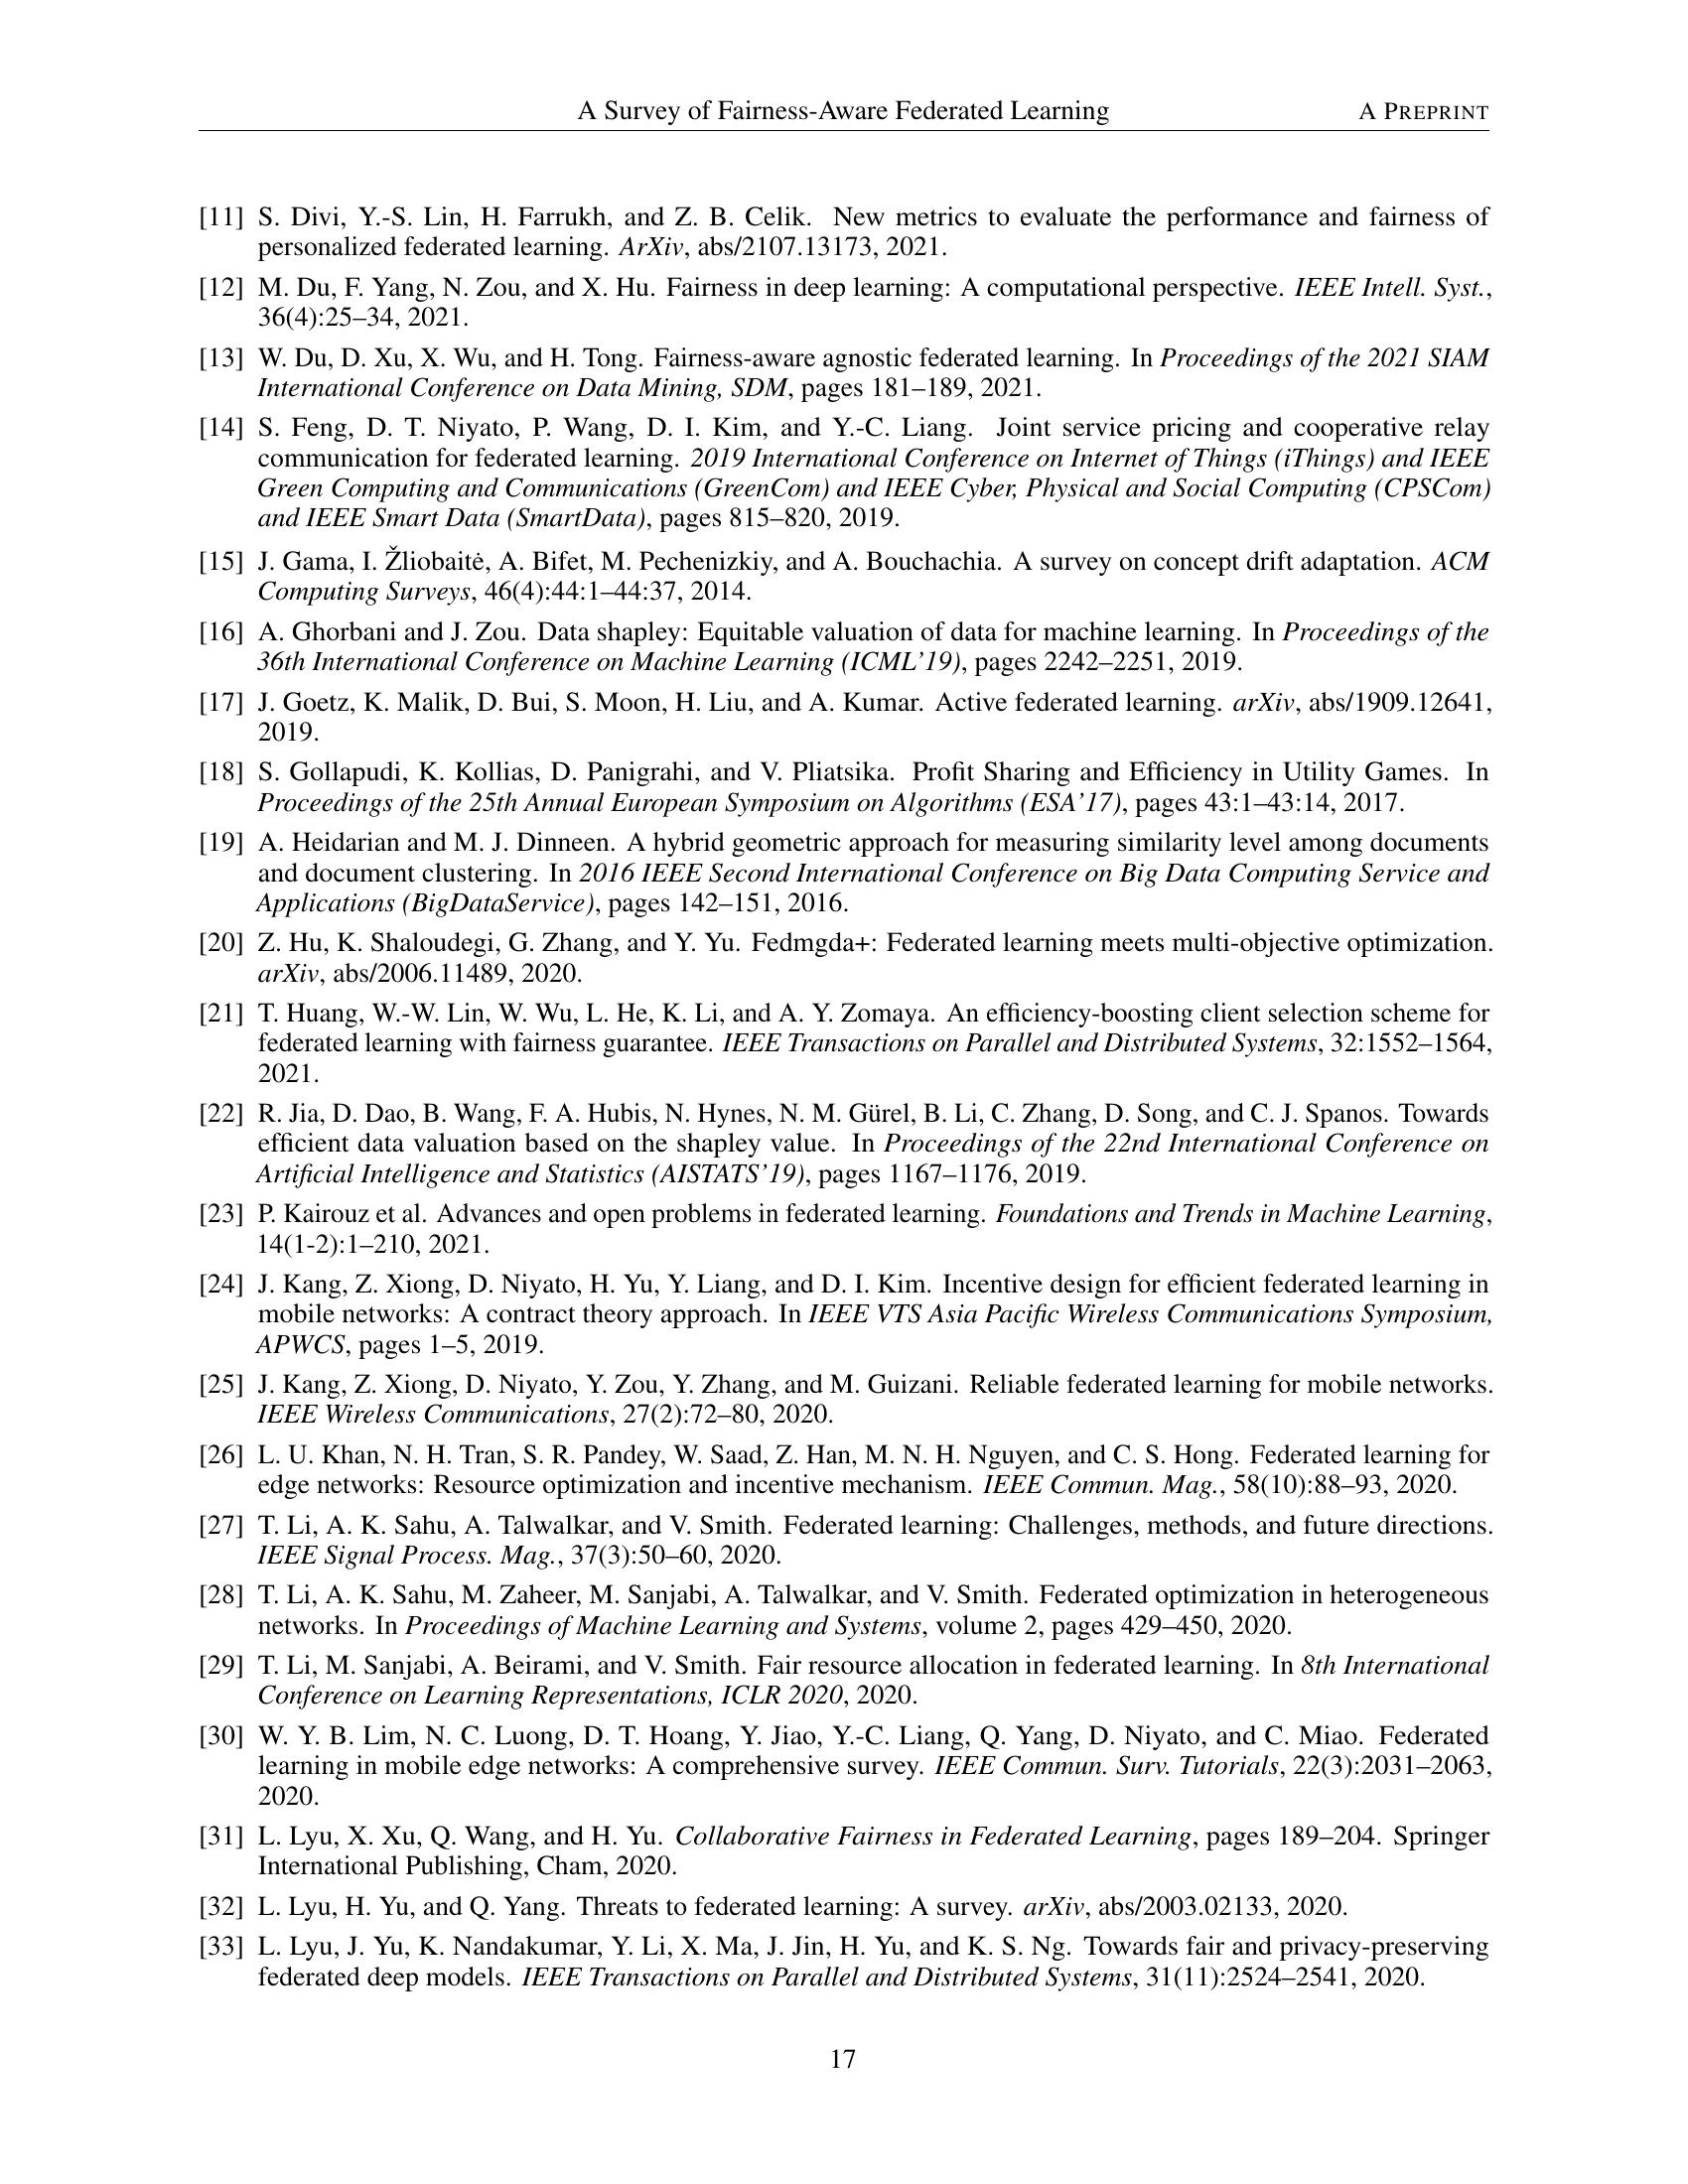 A Survey of Fairness-Aware Federated Learning A PREPRINT
[11] S. Divi, Y.-S. Lin, H. Farrukh, and Z. B. Celik. New metrics to evaluate the performance and fairness of
personalized federated learning. ArXiv, abs/2107.13173, 2021.
[12] M. Du, F. Yang, N. Zou, and X. Hu. Fairness in deep learning: A computational perspective. IEEE Intell. Syst.,
36(4):25–34, 2021.
[13] W. Du, D. Xu, X. Wu, and H. Tong. Fairness-aware agnostic federated learning. In Proceedings of the 2021 SIAM
International Conference on Data Mining, SDM, pages 181–189, 2021.
[14] S. Feng, D. T. Niyato, P. Wang, D. I. Kim, and Y.-C. Liang. Joint service pricing and cooperative relay
communication for federated learning. 2019 International Conference on Internet of Things (iThings) and IEEE
Green Computing and Communications (GreenCom) and IEEE Cyber, Physical and Social Computing (CPSCom)
and IEEE Smart Data (SmartData), pages 815–820, 2019.
[15] J. Gama, I. Žliobaitė, A. Bifet, M. Pechenizkiy, and A. Bouchachia. A survey on concept drift adaptation. ACM
Computing Surveys, 46(4):44:1–44:37, 2014.
[16] A. Ghorbani and J. Zou. Data shapley: Equitable valuation of data for machine learning. In Proceedings of the
36th International Conference on Machine Learning (ICML'19), pages 2242–2251, 2019.
[17] J. Goetz, K. Malik, D. Bui, S. Moon, H. Liu, and A. Kumar. Active federated learning. arXiv, abs/1909.12641,
2019.
[18] S. Gollapudi, K. Kollias, D. Panigrahi, and V. Pliatsika. Profit Sharing and Efficiency in Utility Games. In
Proceedings of the 25th Annual European Symposium on Algorithms (ESA'17), pages 43:1–43:14, 2017.
[19] A. Heidarian and M. J. Dinneen. A hybrid geometric approach for measuring similarity level among documents
and document clustering. In 2016 IEEE Second International Conference on Big Data Computing Service and
Applications (BigDataService), pages 142–151, 2016.
[20] Z. Hu, K. Shaloudegi, G. Zhang, and Y. Yu. Fedmgda+: Federated learning meets multi-objective optimization.
arXiv, abs/2006.11489, 2020.
[21] T. Huang, W.-W. Lin, W. Wu, L. He, K. Li, and A. Y. Zomaya. An efficiency-boosting client selection scheme for
federated learning with fairness guarantee. IEEE Transactions on Parallel and Distributed Systems, 32:1552–1564,
2021.
[22] R. Jia, D. Dao, B. Wang, F. A. Hubis, N. Hynes, N. M. Gürel, B. Li, C. Zhang, D. Song, and C. J. Spanos. Towards
efficient data valuation based on the shapley value. In Proceedings of the 22nd International Conference on
Artificial Intelligence and Statistics (AISTATS'19), pages 1167–1176, 2019.
[23] P. Kairouz et al. Advances and open problems in federated learning. Foundations and Trends in Machine Learning,
14(1-2):1–210, 2021.
[24] J. Kang, Z. Xiong, D. Niyato, H. Yu, Y. Liang, and D. I. Kim. Incentive design for efficient federated learning in
mobile networks: A contract theory approach. In IEEE VTS Asia Pacific Wireless Communications Symposium,
APWCS, pages 1–5, 2019.
[25] J. Kang, Z. Xiong, D. Niyato, Y. Zou, Y. Zhang, and M. Guizani. Reliable federated learning for mobile networks.
IEEE Wireless Communications, 27(2):72–80, 2020.
[26] L. U. Khan, N. H. Tran, S. R. Pandey, W. Saad, Z. Han, M. N. H. Nguyen, and C. S. Hong. Federated learning for
edge networks: Resource optimization and incentive mechanism. IEEE Commun. Mag., 58(10):88–93, 2020.
[27] T. Li, A. K. Sahu, A. Talwalkar, and V. Smith. Federated learning: Challenges, methods, and future directions.
IEEE Signal Process. Mag., 37(3):50–60, 2020.
[28] T. Li, A. K. Sahu, M. Zaheer, M. Sanjabi, A. Talwalkar, and V. Smith. Federated optimization in heterogeneous
networks. In Proceedings of Machine Learning and Systems, volume 2, pages 429–450, 2020.
[29] T. Li, M. Sanjabi, A. Beirami, and V. Smith. Fair resource allocation in federated learning. In 8th International
Conference on Learning Representations, ICLR 2020, 2020.
[30] W. Y. B. Lim, N. C. Luong, D. T. Hoang, Y. Jiao, Y.-C. Liang, Q. Yang, D. Niyato, and C. Miao. Federated
learning in mobile edge networks: A comprehensive survey. IEEE Commun. Surv. Tutorials, 22(3):2031–2063,
2020.
[31] L. Lyu, X. Xu, Q. Wang, and H. Yu. Collaborative Fairness in Federated Learning, pages 189–204. Springer
International Publishing, Cham, 2020.
[32] L. Lyu, H. Yu, and Q. Yang. Threats to federated learning: A survey. arXiv, abs/2003.02133, 2020.
[33] L. Lyu, J. Yu, K. Nandakumar, Y. Li, X. Ma, J. Jin, H. Yu, and K. S. Ng. Towards fair and privacy-preserving
federated deep models. IEEE Transactions on Parallel and Distributed Systems, 31(11):2524–2541, 2020.
17